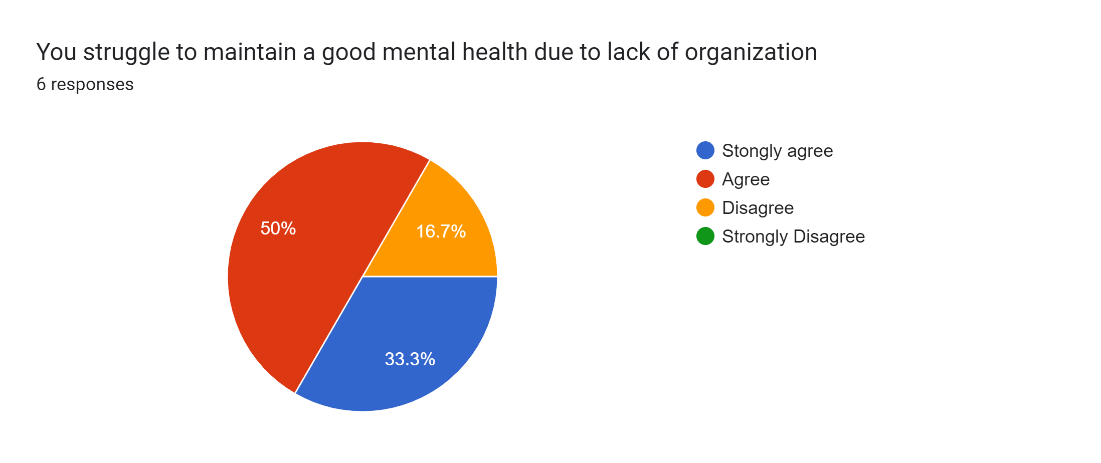 You struggle to maintain a good mental health due to lack of organization
6 responses
Stongly agree
Agree
Disagree
Strongly Disagree
50%
16.7%
33.3%